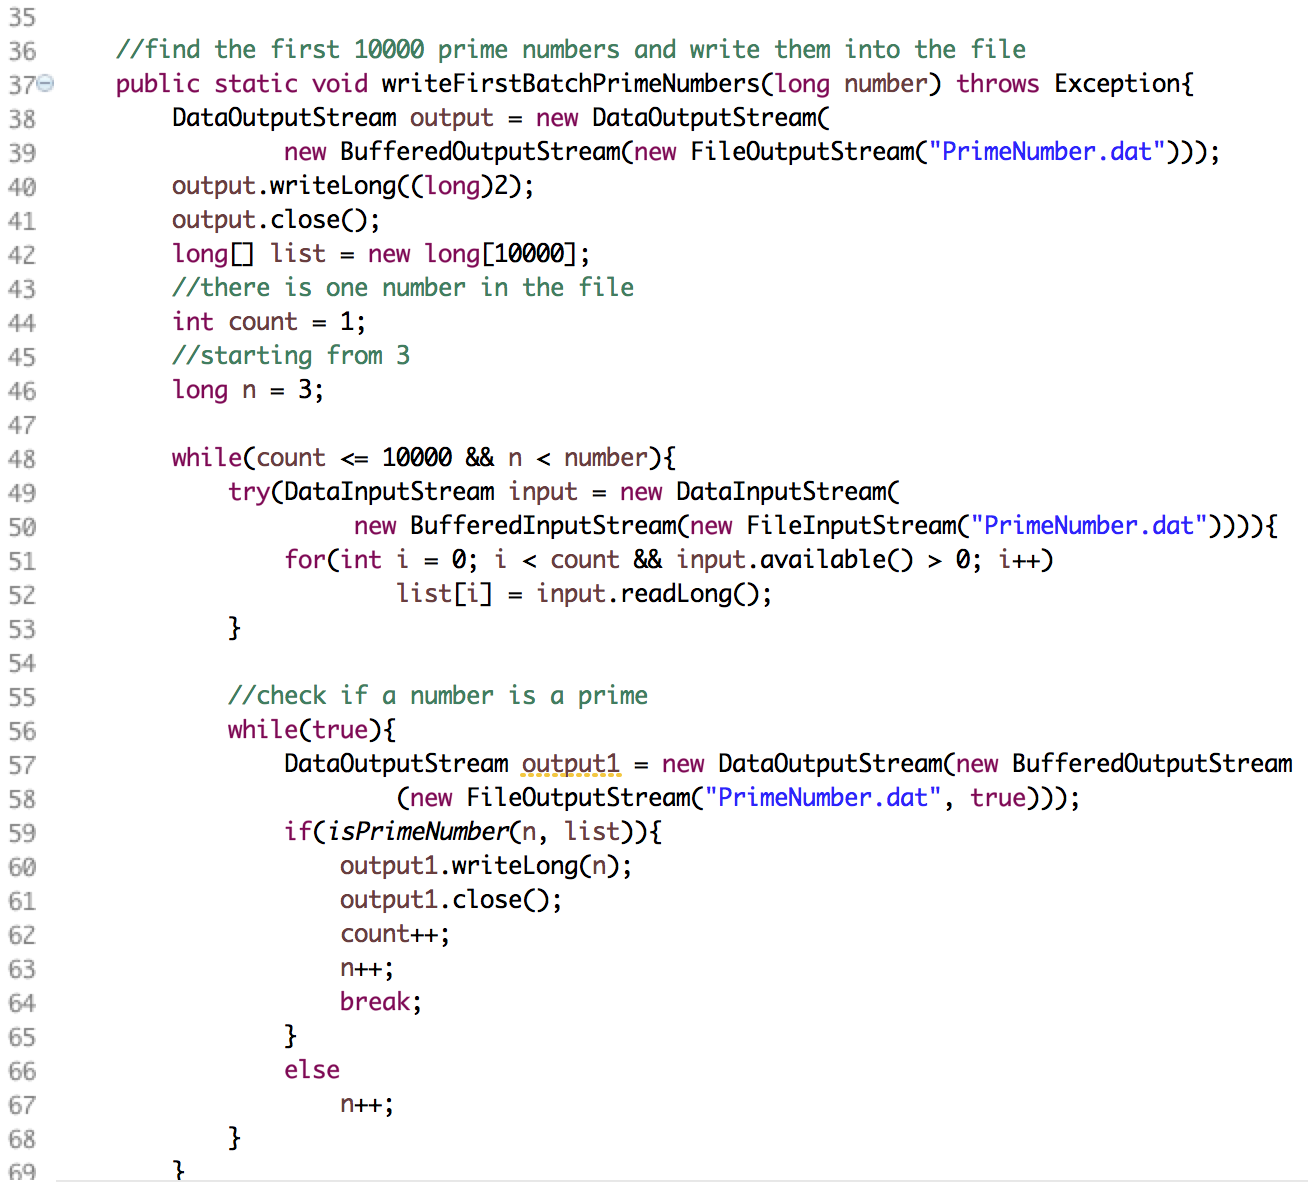 35
36 //find the first 10000 prime numbers and write them into the file
37 public static void writeFirstBatchPrimeNumbers(long number) throws Exception{
38 DataOutputStream output = new DataOutputStream(
39 new BufferedOutputStream(new FileOutputStream("PrimeNumber.dat")));
40 output.writeLong((long)2);
41 output.close();
42 long[] list = new long[10000];
43 //there is one number in the file
44 int count = 1;
45 //starting from 3
46 long n = 3;
47
48 while(count <= 10000 && n < number){
49 try(DataInputStream input = new DataInputStream(
50 new BufferedInputStream(new FileInputStream("PrimeNumber.dat")))){
51 for(int i = 0; i < count && input.available() > 0; i++)
52 list[i] = input.readLong();
53 }
54
55 //check if a number is a prime
56 while(true){
57 DataOutputStream output1 = new DataOutputStream(new BufferedOutputStream
58 (new FileOutputStream("PrimeNumber.dat", true)));
59 if(isPrimeNumber(n, list)){
60 output1.writeLong(n);
61 output1.close();
62 count++;
63 n++;
64 break;
65 }
66 else
67 n++;
68 }
69 }